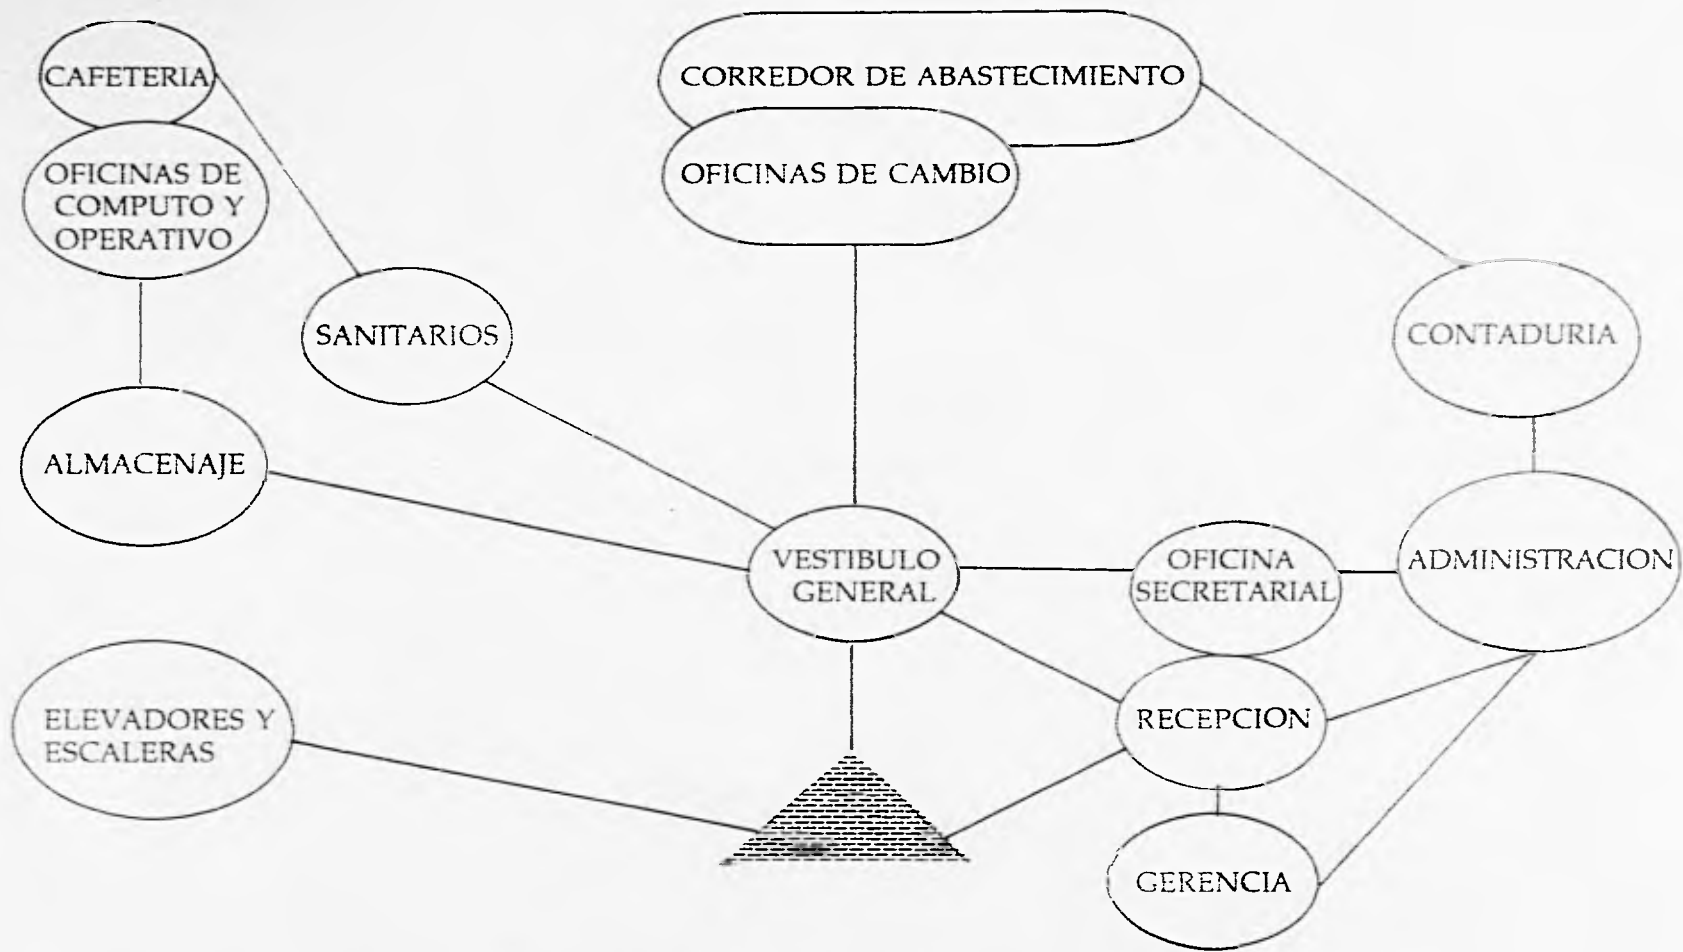 CAFETERIA
CORREDOR DE ABASTECIMIENTO
OFICINAS DE
COMPUTO Y
OPERATIVO
OFICINAS DE CAMBIO
SANITARIOS
CONTADURIA
ALMACENAJE
VESTIBULO
GENERAL
OFICINA
SECRETARIAL
ADMINISTRACION
ELEVADORES Y
ESCALERAS
RECEPCION
GERENCIA